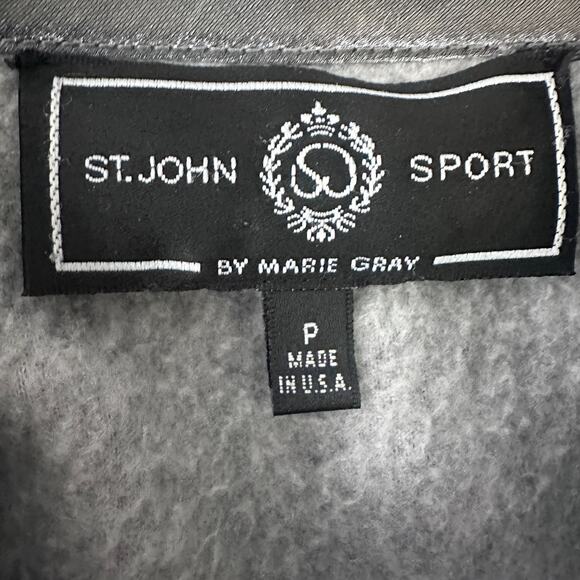 ST. JOHN SPORT
BY MARIE GRAY
P
MADE
IN U.S.A.